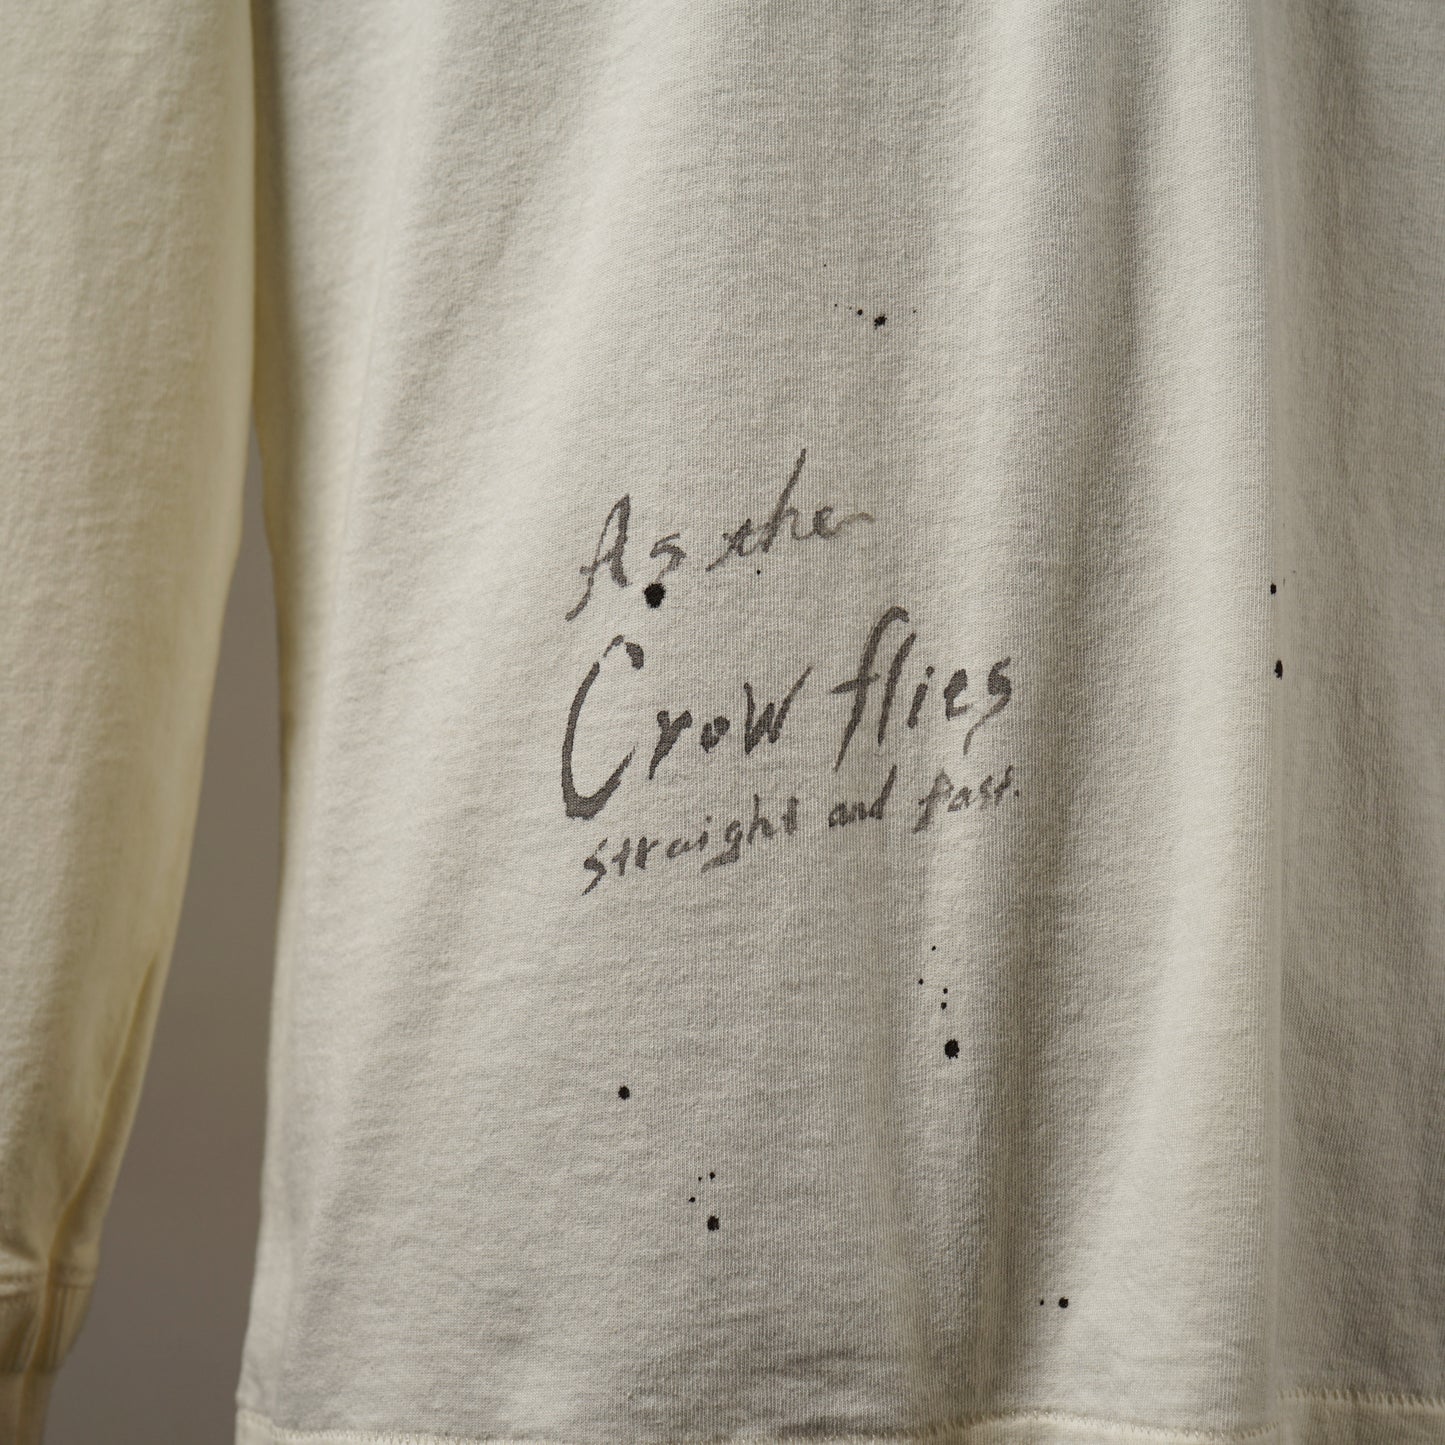 As the
Crow flies
straight and fast.